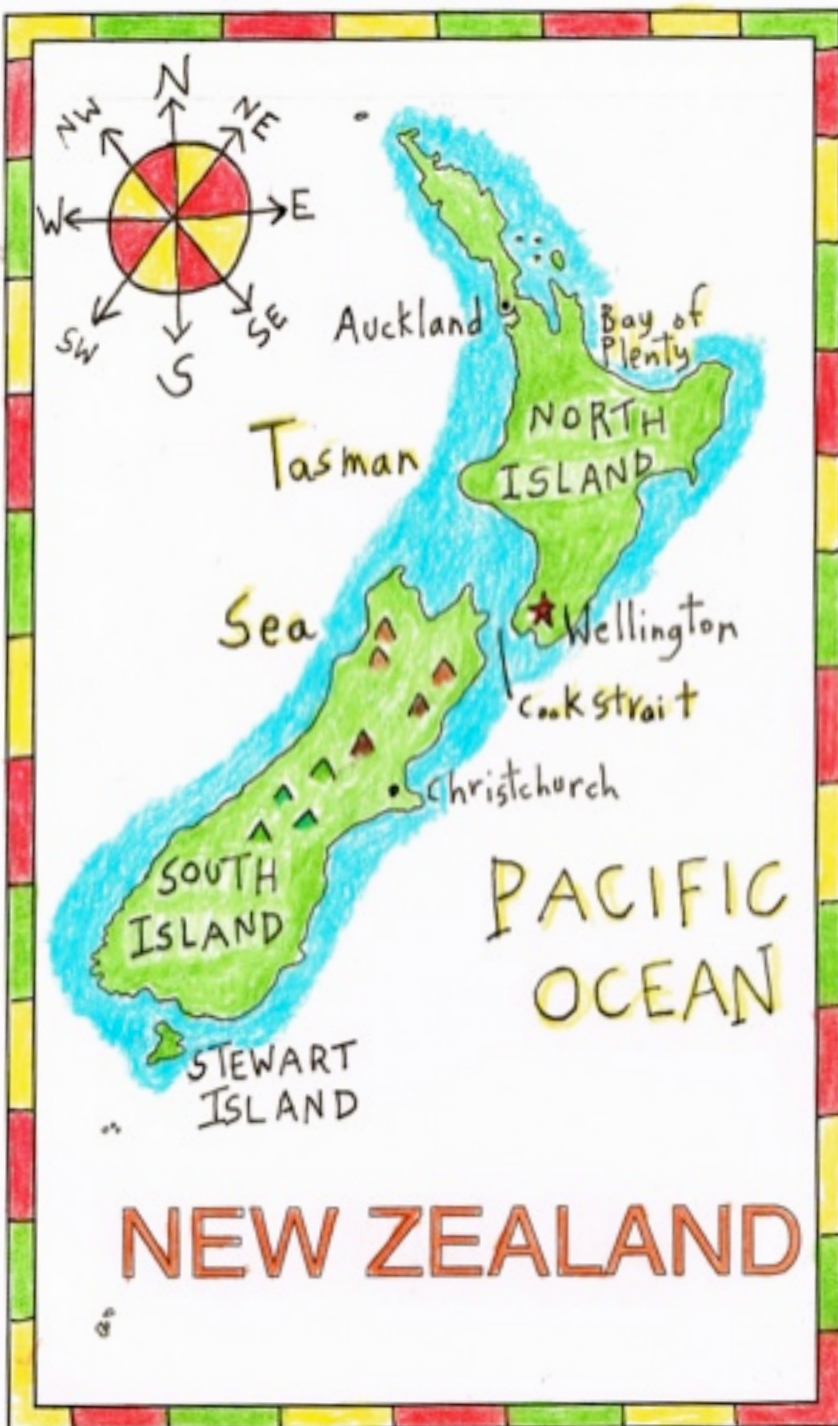 N
NW
NE
W
E
SW
SE
S
Auckland
Bay of
Plenty
NORTH
ISLAND
Tasman
Sea
Wellington
Cook strait
Christchurch
SOUTH
ISLAND
PACIFIC
OCEAN
STEWART
ISLAND
NEW ZEALAND